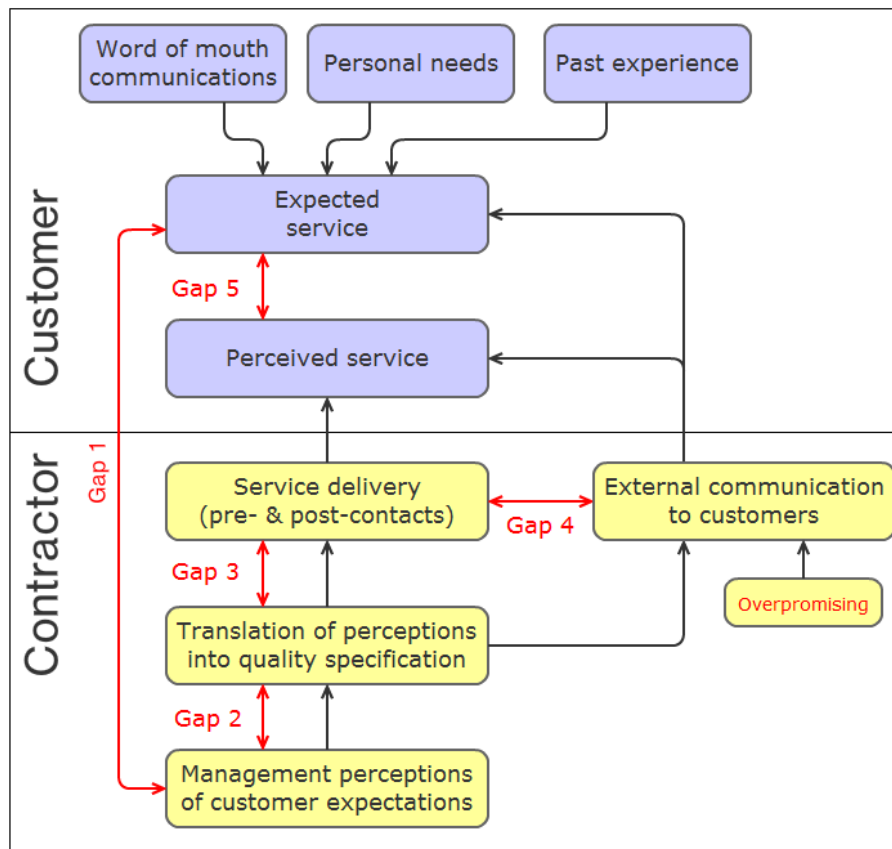 Customer
Word of mouth
communications
Personal needs
Past experience
Expected
service
Gap 5
Perceived service
Gap 1
Contractor
Service delivery
(pre- & post-contacts)
Gap 4
External communication
to customers
Gap 3
Overpromising
Translation of perceptions
into quality specification
Gap 2
Management perceptions
of customer expectations